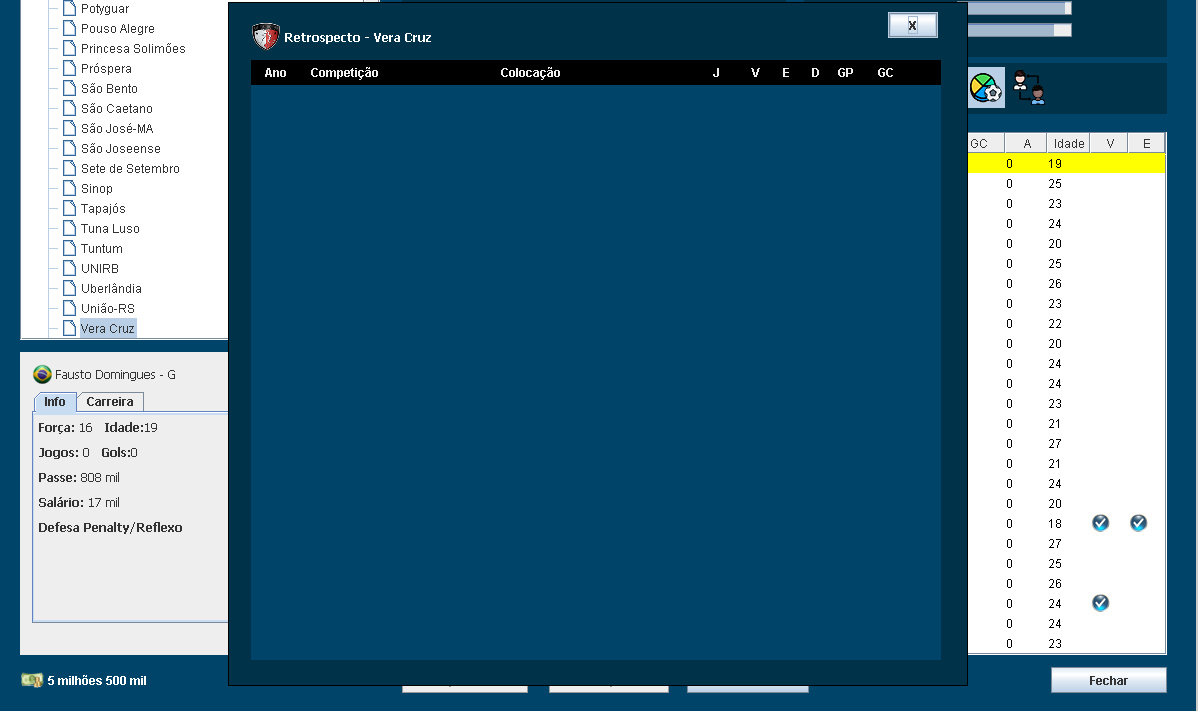 Potyguar
Pouso Alegre
Princesa Solimões
Próspera
São Bento
São Caetano
São José-MA
São Joseense
Sete de Setembro
Sinop
Tapajós
Tuna Luso
Tuntum
UNIRB
Uberlândia
União-RS
Vera Cruz
Fausto Domingues - G
Info Carreira
Força: 16 Idade:19
Jogos: 0 Gols:0
Passe: 808 mil
Salário: 17 mil
Defesa Penalty/Reflexo
5 milhões 500 mil
Retrospecto - Vera Cruz
x
Ano Competição Colocação J V E D GP GC
GC A Idade V E
0 19
0 25
0 23
0 24
0 20
0 25
0 26
0 23
0 22
0 20
0 24
0 24
0 23
0 21
0 27
0 21
0 24
0 20
0 18
0 27
0 25
0 26
0 24
0 24
0 23
Fechar